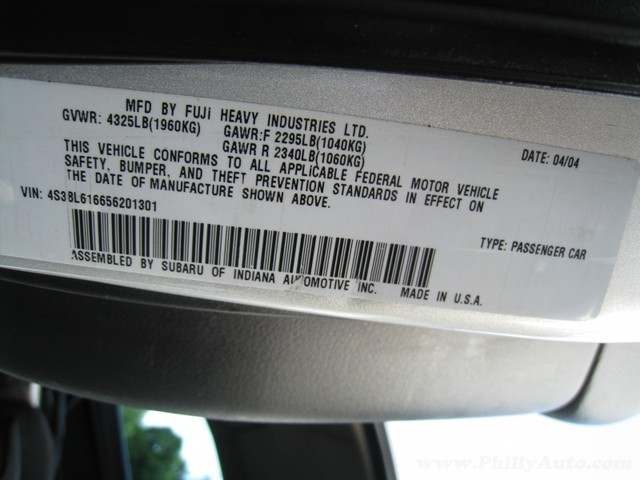 MFD BY FUJI HEAVY INDUSTRIES LTD.
GVWR: 4325LB(1960KG) GAWR:F 2295LB(1040KG) DATE: 04/04
GAWR R 2340LB(1060KG)
THIS VEHICLE CONFORMS TO ALL APPLICABLE FEDERAL MOTOR VEHICLE
SAFETY, BUMPER, AND THEFT PREVENTION STANDARDS IN EFFECT ON
THE DATE OF MANUFACTURE SHOWN ABOVE.
VIN: 4S3BL616656201301
TYPE: PASSENGER CAR
ASSEMBLED BY SUBARU OF INDIANA AUTOMOTIVE INC. MADE IN U.S.A.
www.PhillyAuto.com